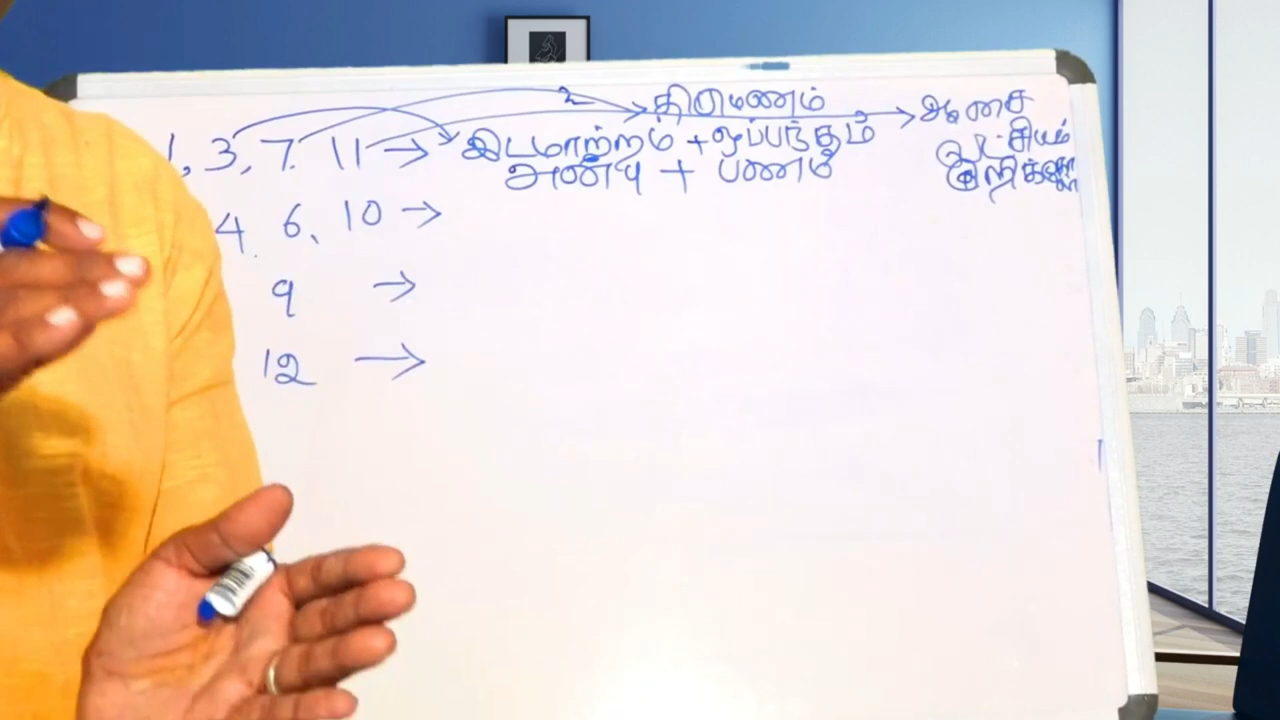 திருமணம் ஆசை
1, 3, 7. 11 → இடமாற்றம் + ஒப்பந்தம்
அன்பு + பணம்
4. 6, 10 →
9 →
12 →